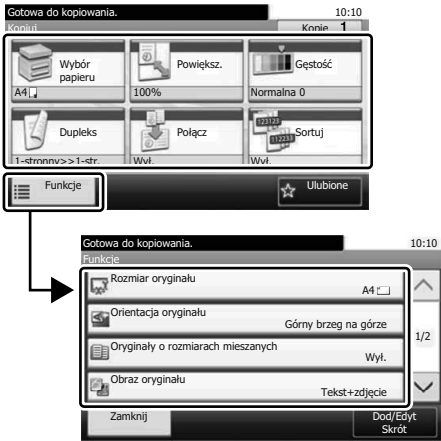 Gotowa do kopiowania. 10:10
Kopiuj Kopie 1
Wybór papieru Powiększ. Gęstość
A4 100% Normalna 0
Dupleks Połącz 123123 112233 Sortuj
1-stronny>>1-str. Wył. Wył.
Funkcje Ulubione
Gotowa do kopiowania. 10:10
Funkcje
Rozmiar oryginału
A4
Orientacja oryginału
Górny brzeg na górze
1/2
Oryginały o rozmiarach mieszanych
Wył.
Obraz oryginału
Tekst+zdjęcie
Zamknij Dod/Edyt
Skrót